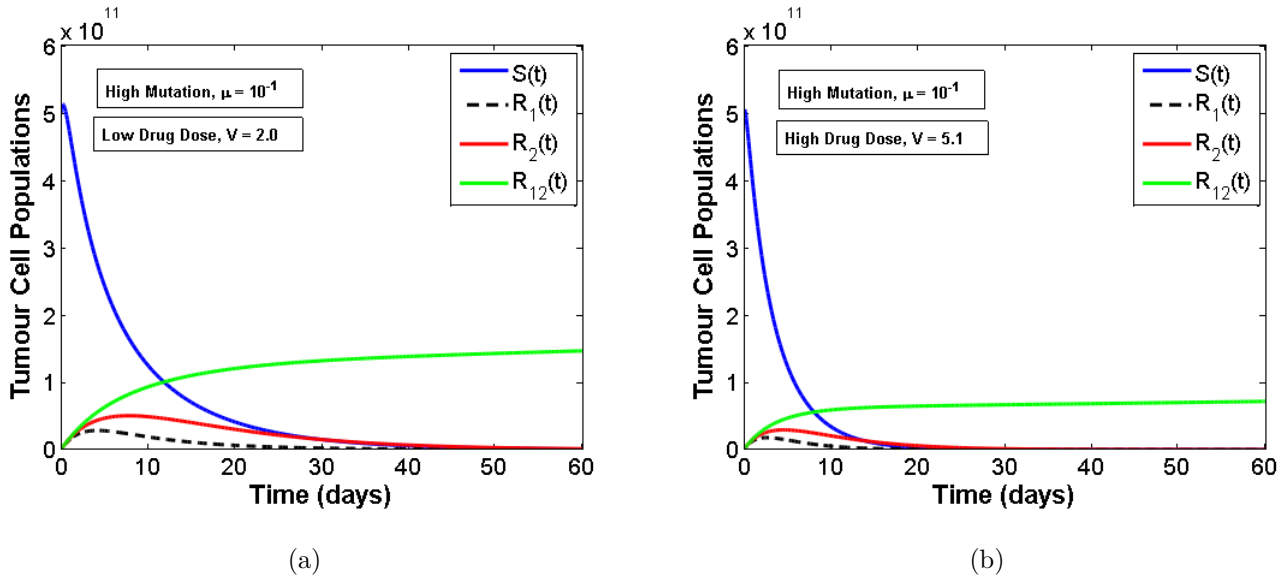 x 10^11
6
5
4
3
2
1
0
0 10 20 30 40 50 60
Tumour Cell Populations
Time (days)
High Mutation, μ = 10^-1
Low Drug Dose, V = 2.0
S(t)
R_1(t)
R_2(t)
R_12(t)
(a)
x 10^11
6
5
4
3
2
1
0
0 10 20 30 40 50 60
Tumour Cell Populations
Time (days)
High Mutation, μ = 10^-1
High Drug Dose, V = 5.1
S(t)
R_1(t)
R_2(t)
R_12(t)
(b)